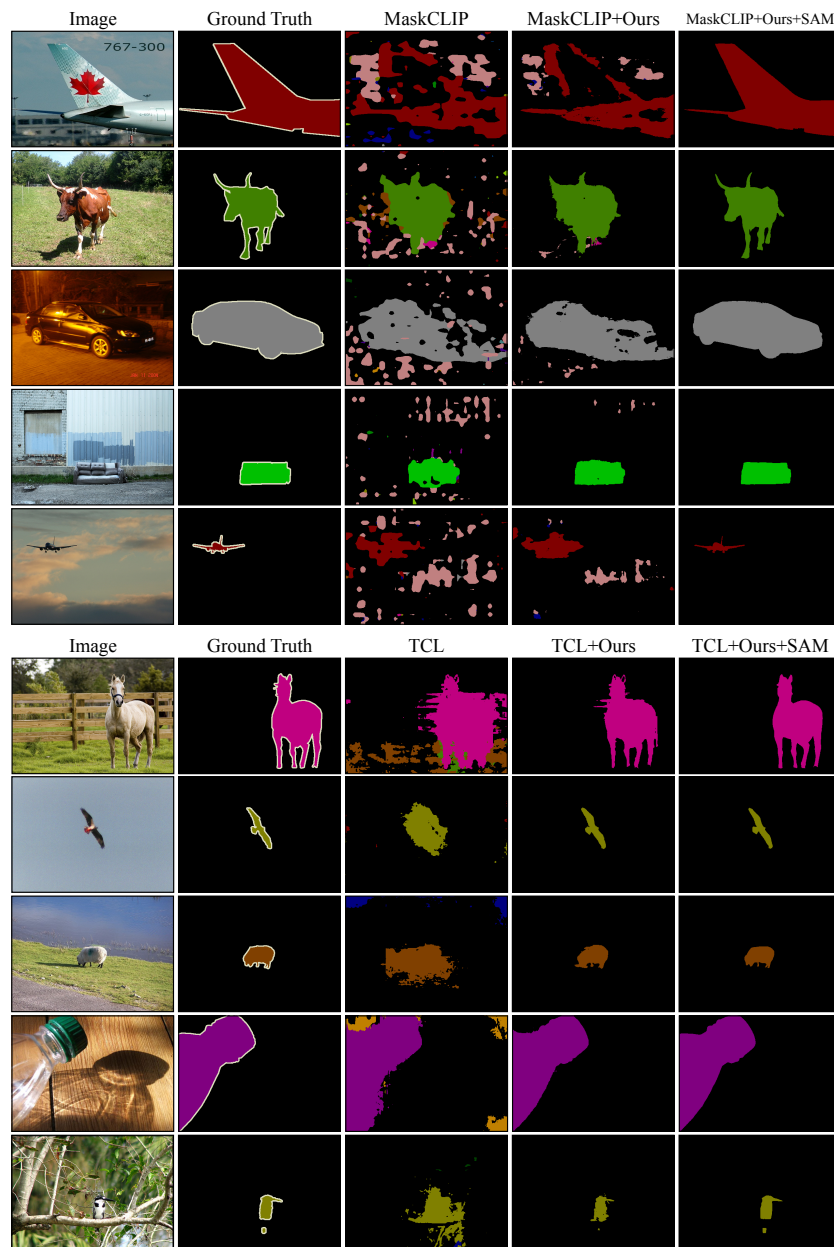 Image Ground Truth MaskCLIP MaskCLIP+Ours MaskCLIP+Ours+SAM
767-300
Image Ground Truth TCL TCL+Ours TCL+Ours+SAM